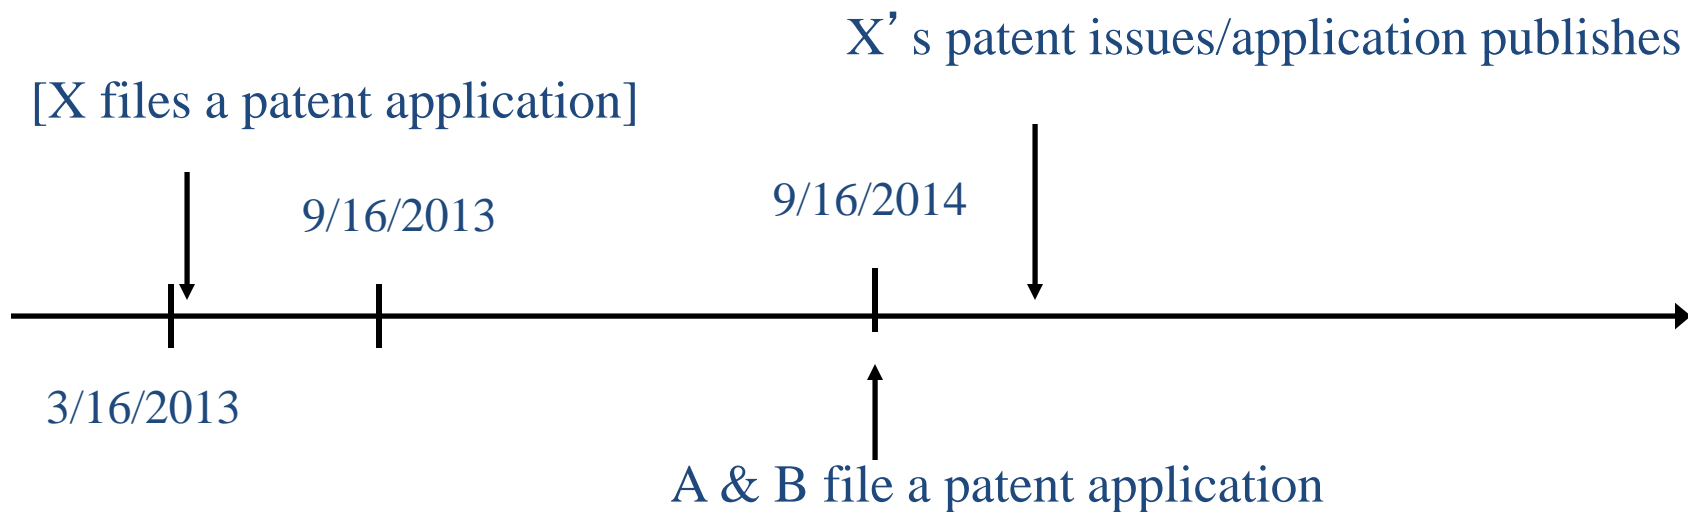 X’ s patent issues/application publishes
[X files a patent application]
9/16/2013
9/16/2014
3/16/2013
A & B file a patent application